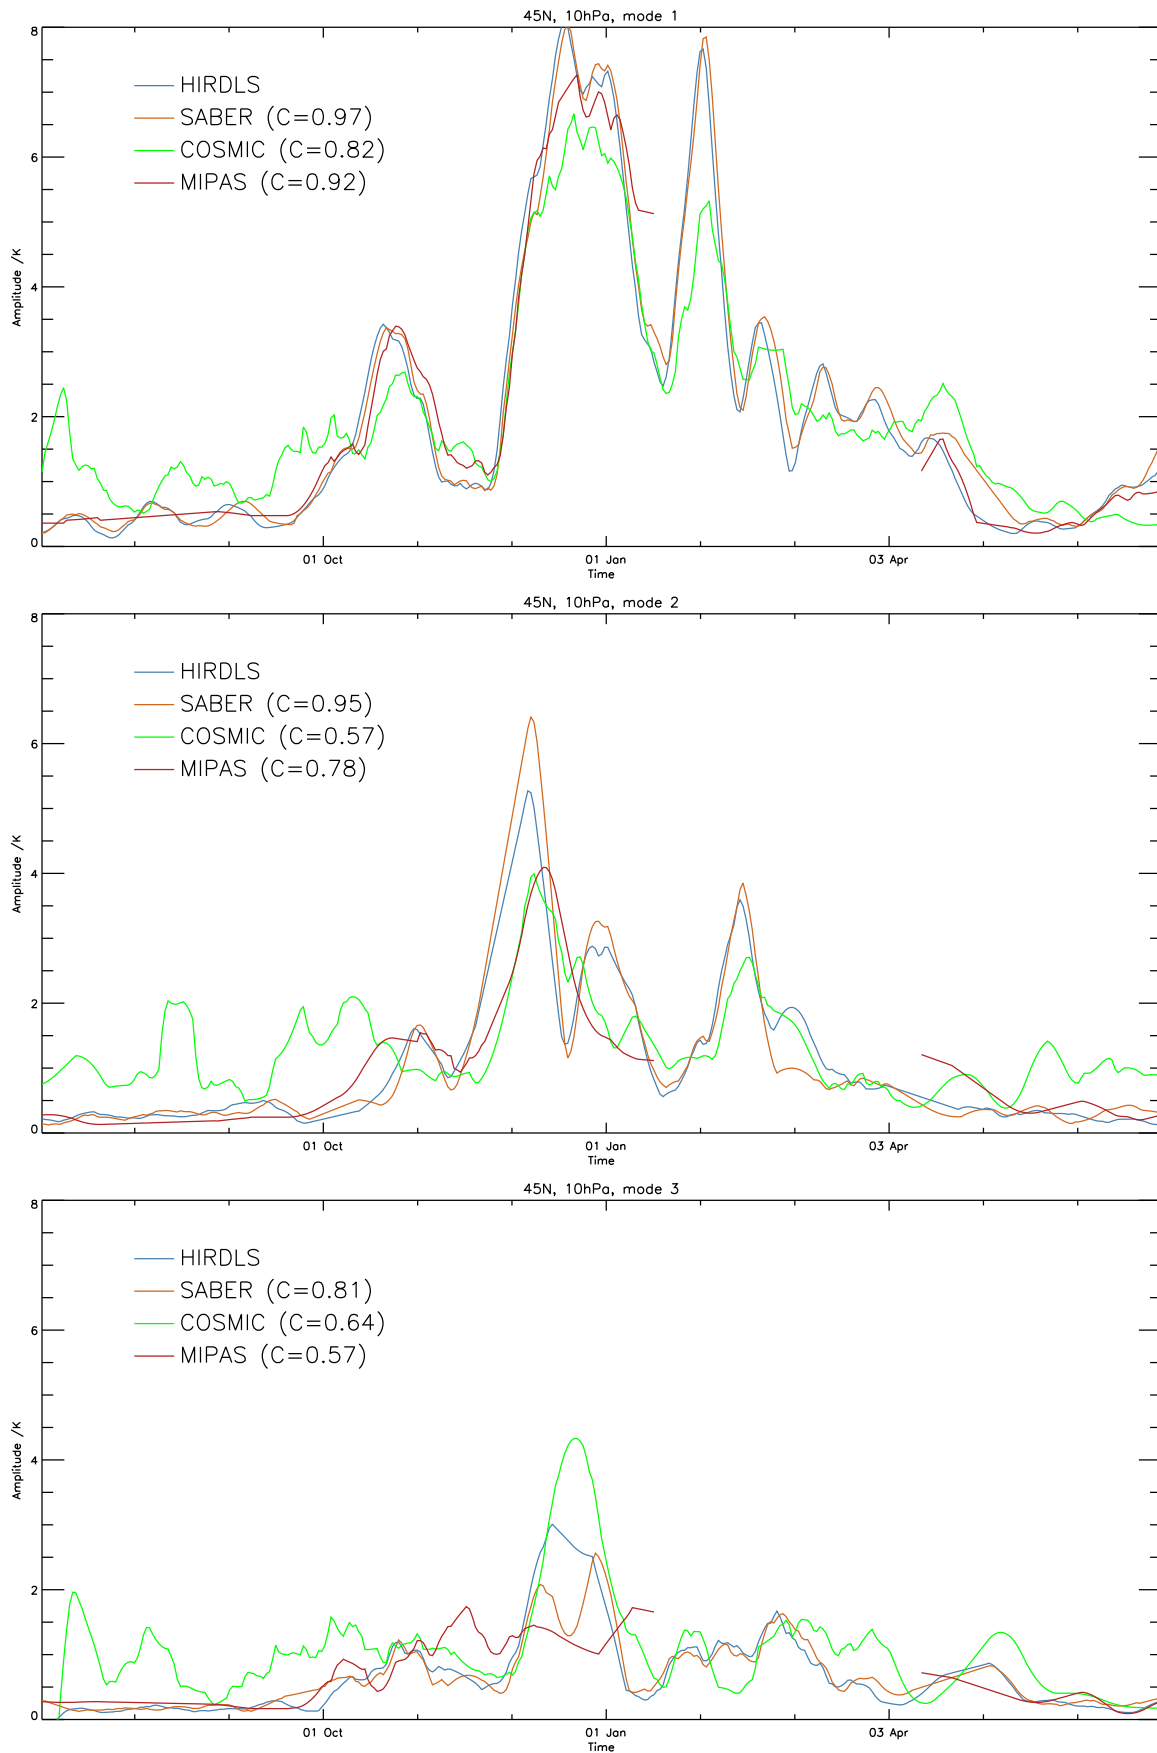 45N, 10hPa, mode 1
8
HIRDLS
SABER (C=0.97)
COSMIC (C=0.82)
MIPAS (C=0.92)
6
4
2
0
Amplitude /K
01 Oct
01 Jan
03 Apr
Time
45N, 10hPa, mode 2
8
HIRDLS
SABER (C=0.95)
COSMIC (C=0.57)
MIPAS (C=0.78)
6
4
2
0
Amplitude /K
01 Oct
01 Jan
03 Apr
Time
45N, 10hPa, mode 3
8
HIRDLS
SABER (C=0.81)
COSMIC (C=0.64)
MIPAS (C=0.57)
6
4
2
0
Amplitude /K
01 Oct
01 Jan
03 Apr
Time